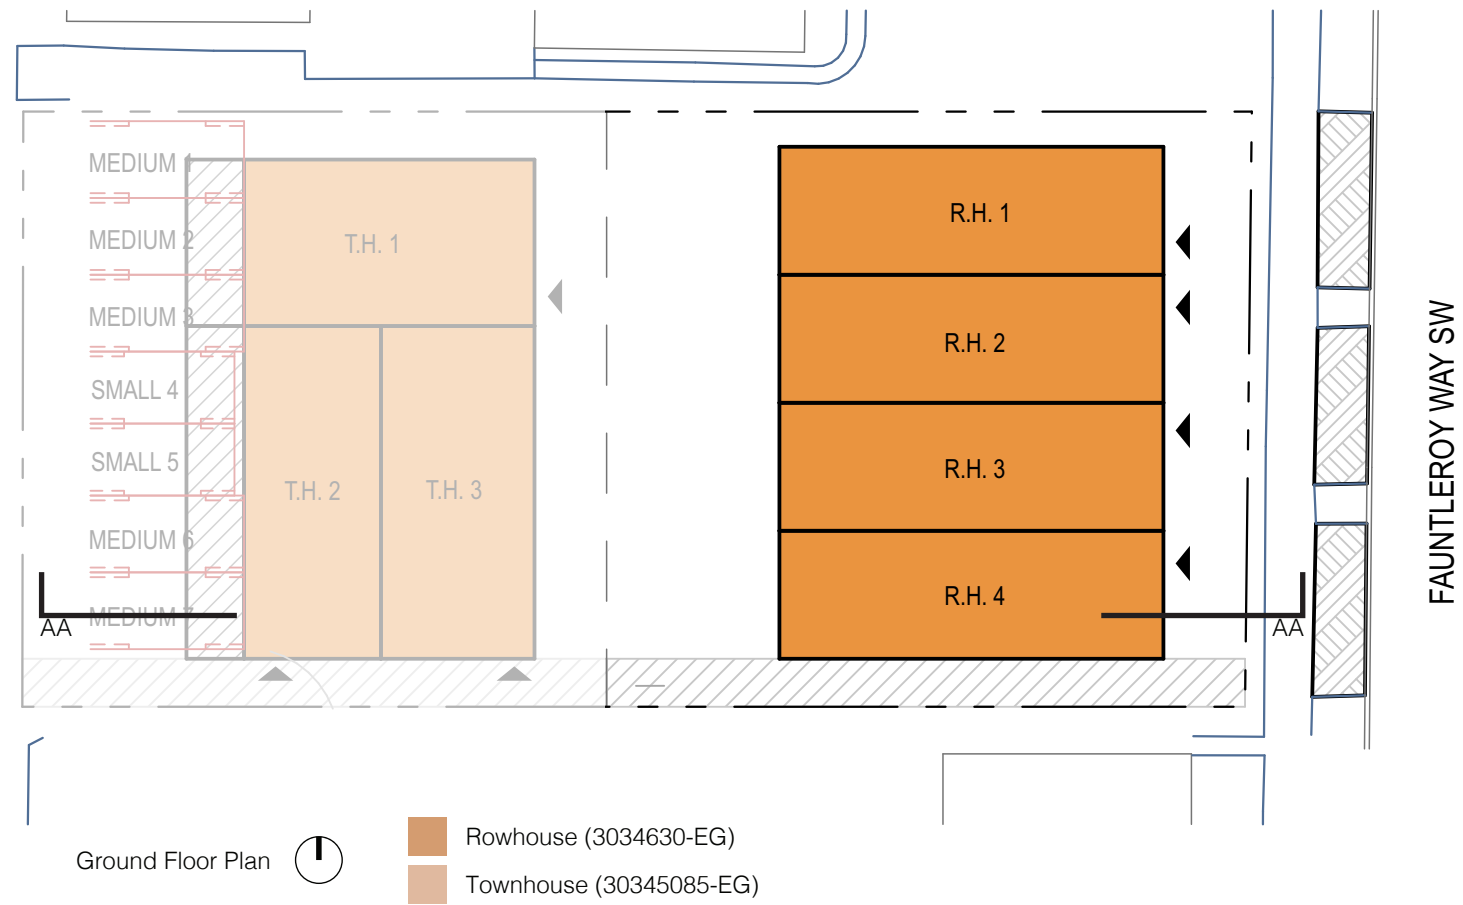 MEDIUM 1
MEDIUM 2
MEDIUM 3
SMALL 4
SMALL 5
MEDIUM 6
MEDIUM 7
AA
T.H. 1
T.H. 2
T.H. 3
R.H. 1
R.H. 2
R.H. 3
R.H. 4
AA
FAUNTLEROY WAY SW
Ground Floor Plan
Rowhouse (3034630-EG)
Townhouse (30345085-EG)